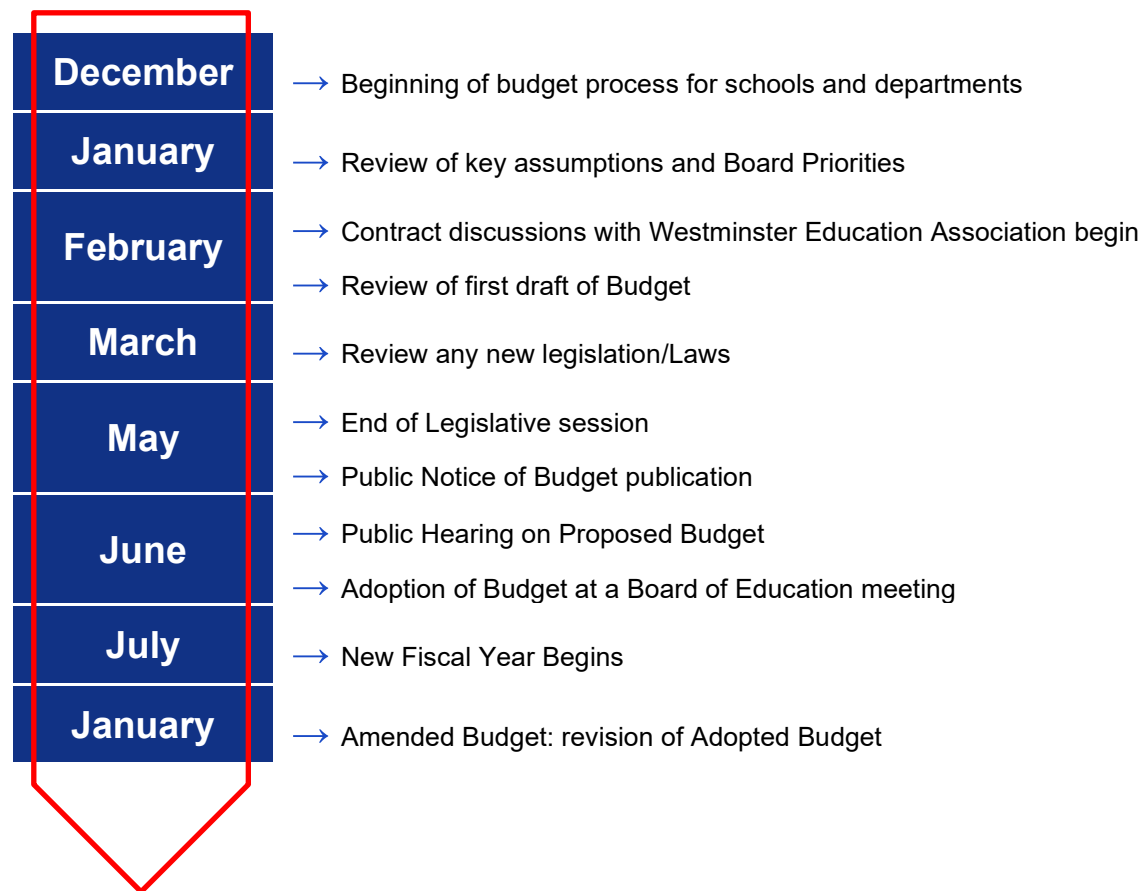 December
→ Beginning of budget process for schools and departments
January
→ Review of key assumptions and Board Priorities
February
→ Contract discussions with Westminster Education Association begin
→ Review of first draft of Budget
March
→ Review any new legislation/Laws
May
→ End of Legislative session
→ Public Notice of Budget publication
June
→ Public Hearing on Proposed Budget
→ Adoption of Budget at a Board of Education meeting
July
→ New Fiscal Year Begins
January
→ Amended Budget: revision of Adopted Budget